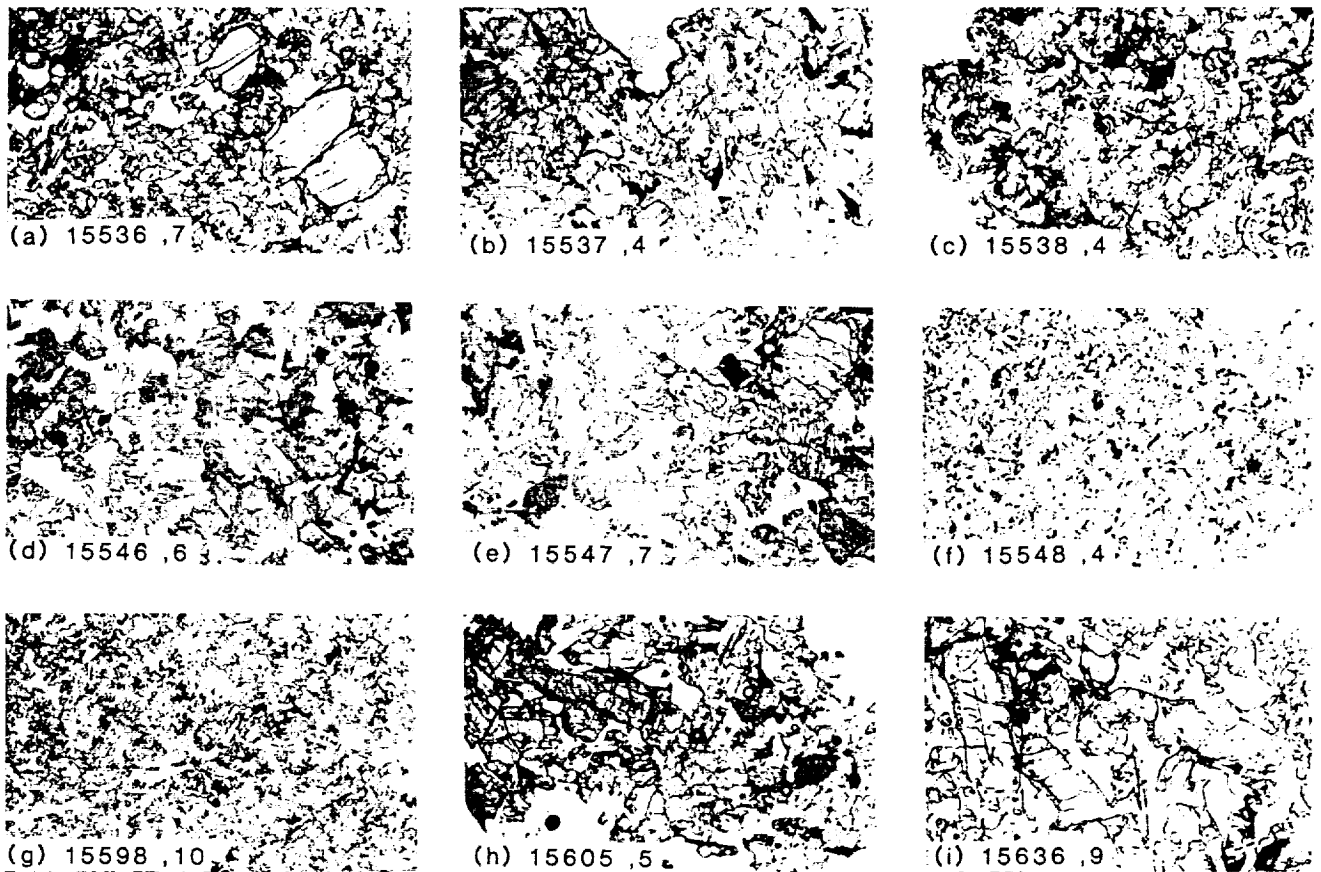 (a) 15536 ,7
(b) 15537 ,4
(c) 15538 ,4
(d) 15546 ,6
(e) 15547 ,7
(f) 15548 ,4
(g) 15598 ,10
(h) 15605 ,5
(i) 15636 ,9